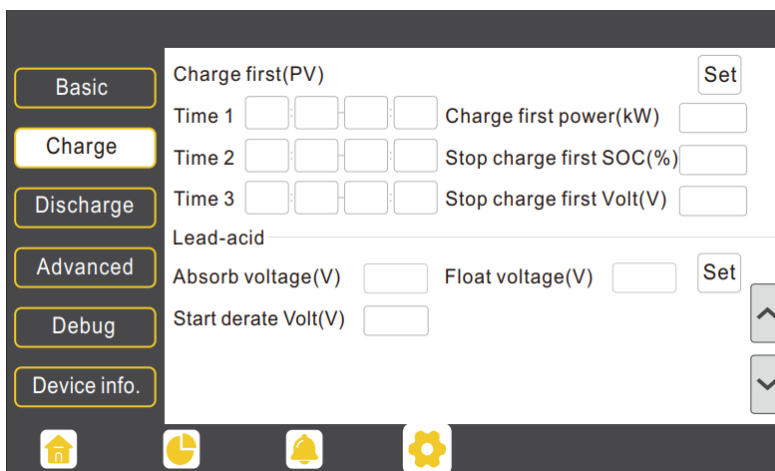 Basic
Charge
Discharge
Advanced
Debug
Device info.
Charge first(PV)
Set
Time 1 : - : Charge first power(kW)
Time 2 : - : Stop charge first SOC(%)
Time 3 : - : Stop charge first Volt(V)
Lead-acid
Absorb voltage(V) Float voltage(V) Set
Start derate Volt(V)